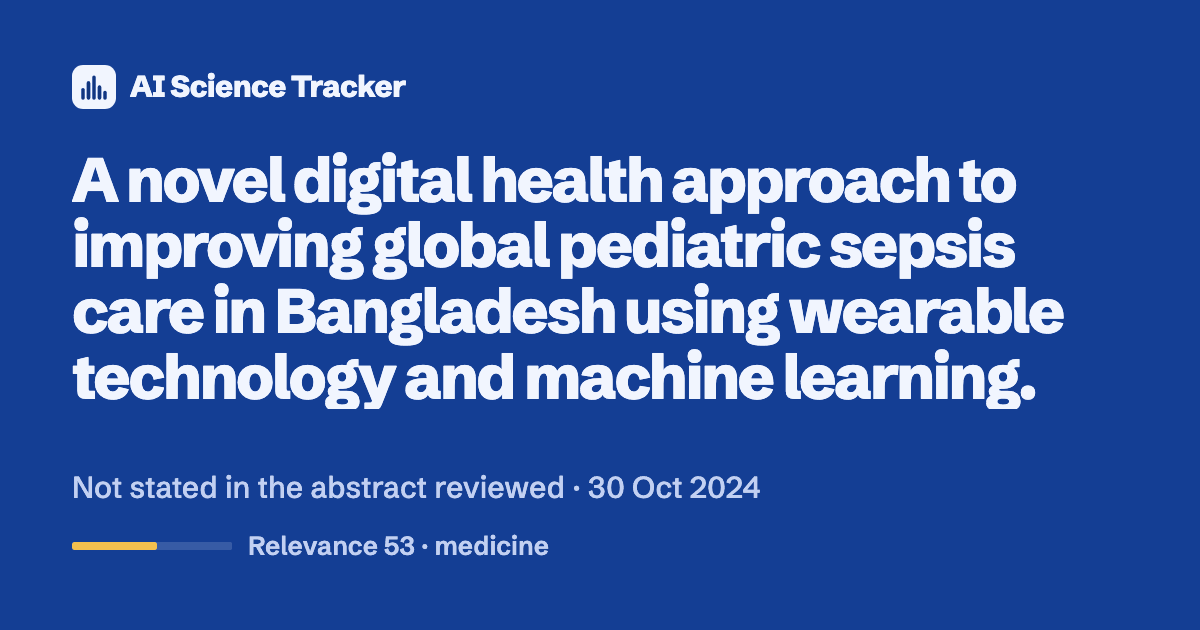 AI Science Tracker
A novel digital health approach to
improving global pediatric sepsis
care in Bangladesh using wearable
technology and machine learning.
Not stated in the abstract reviewed · 30 Oct 2024
Relevance 53 · medicine